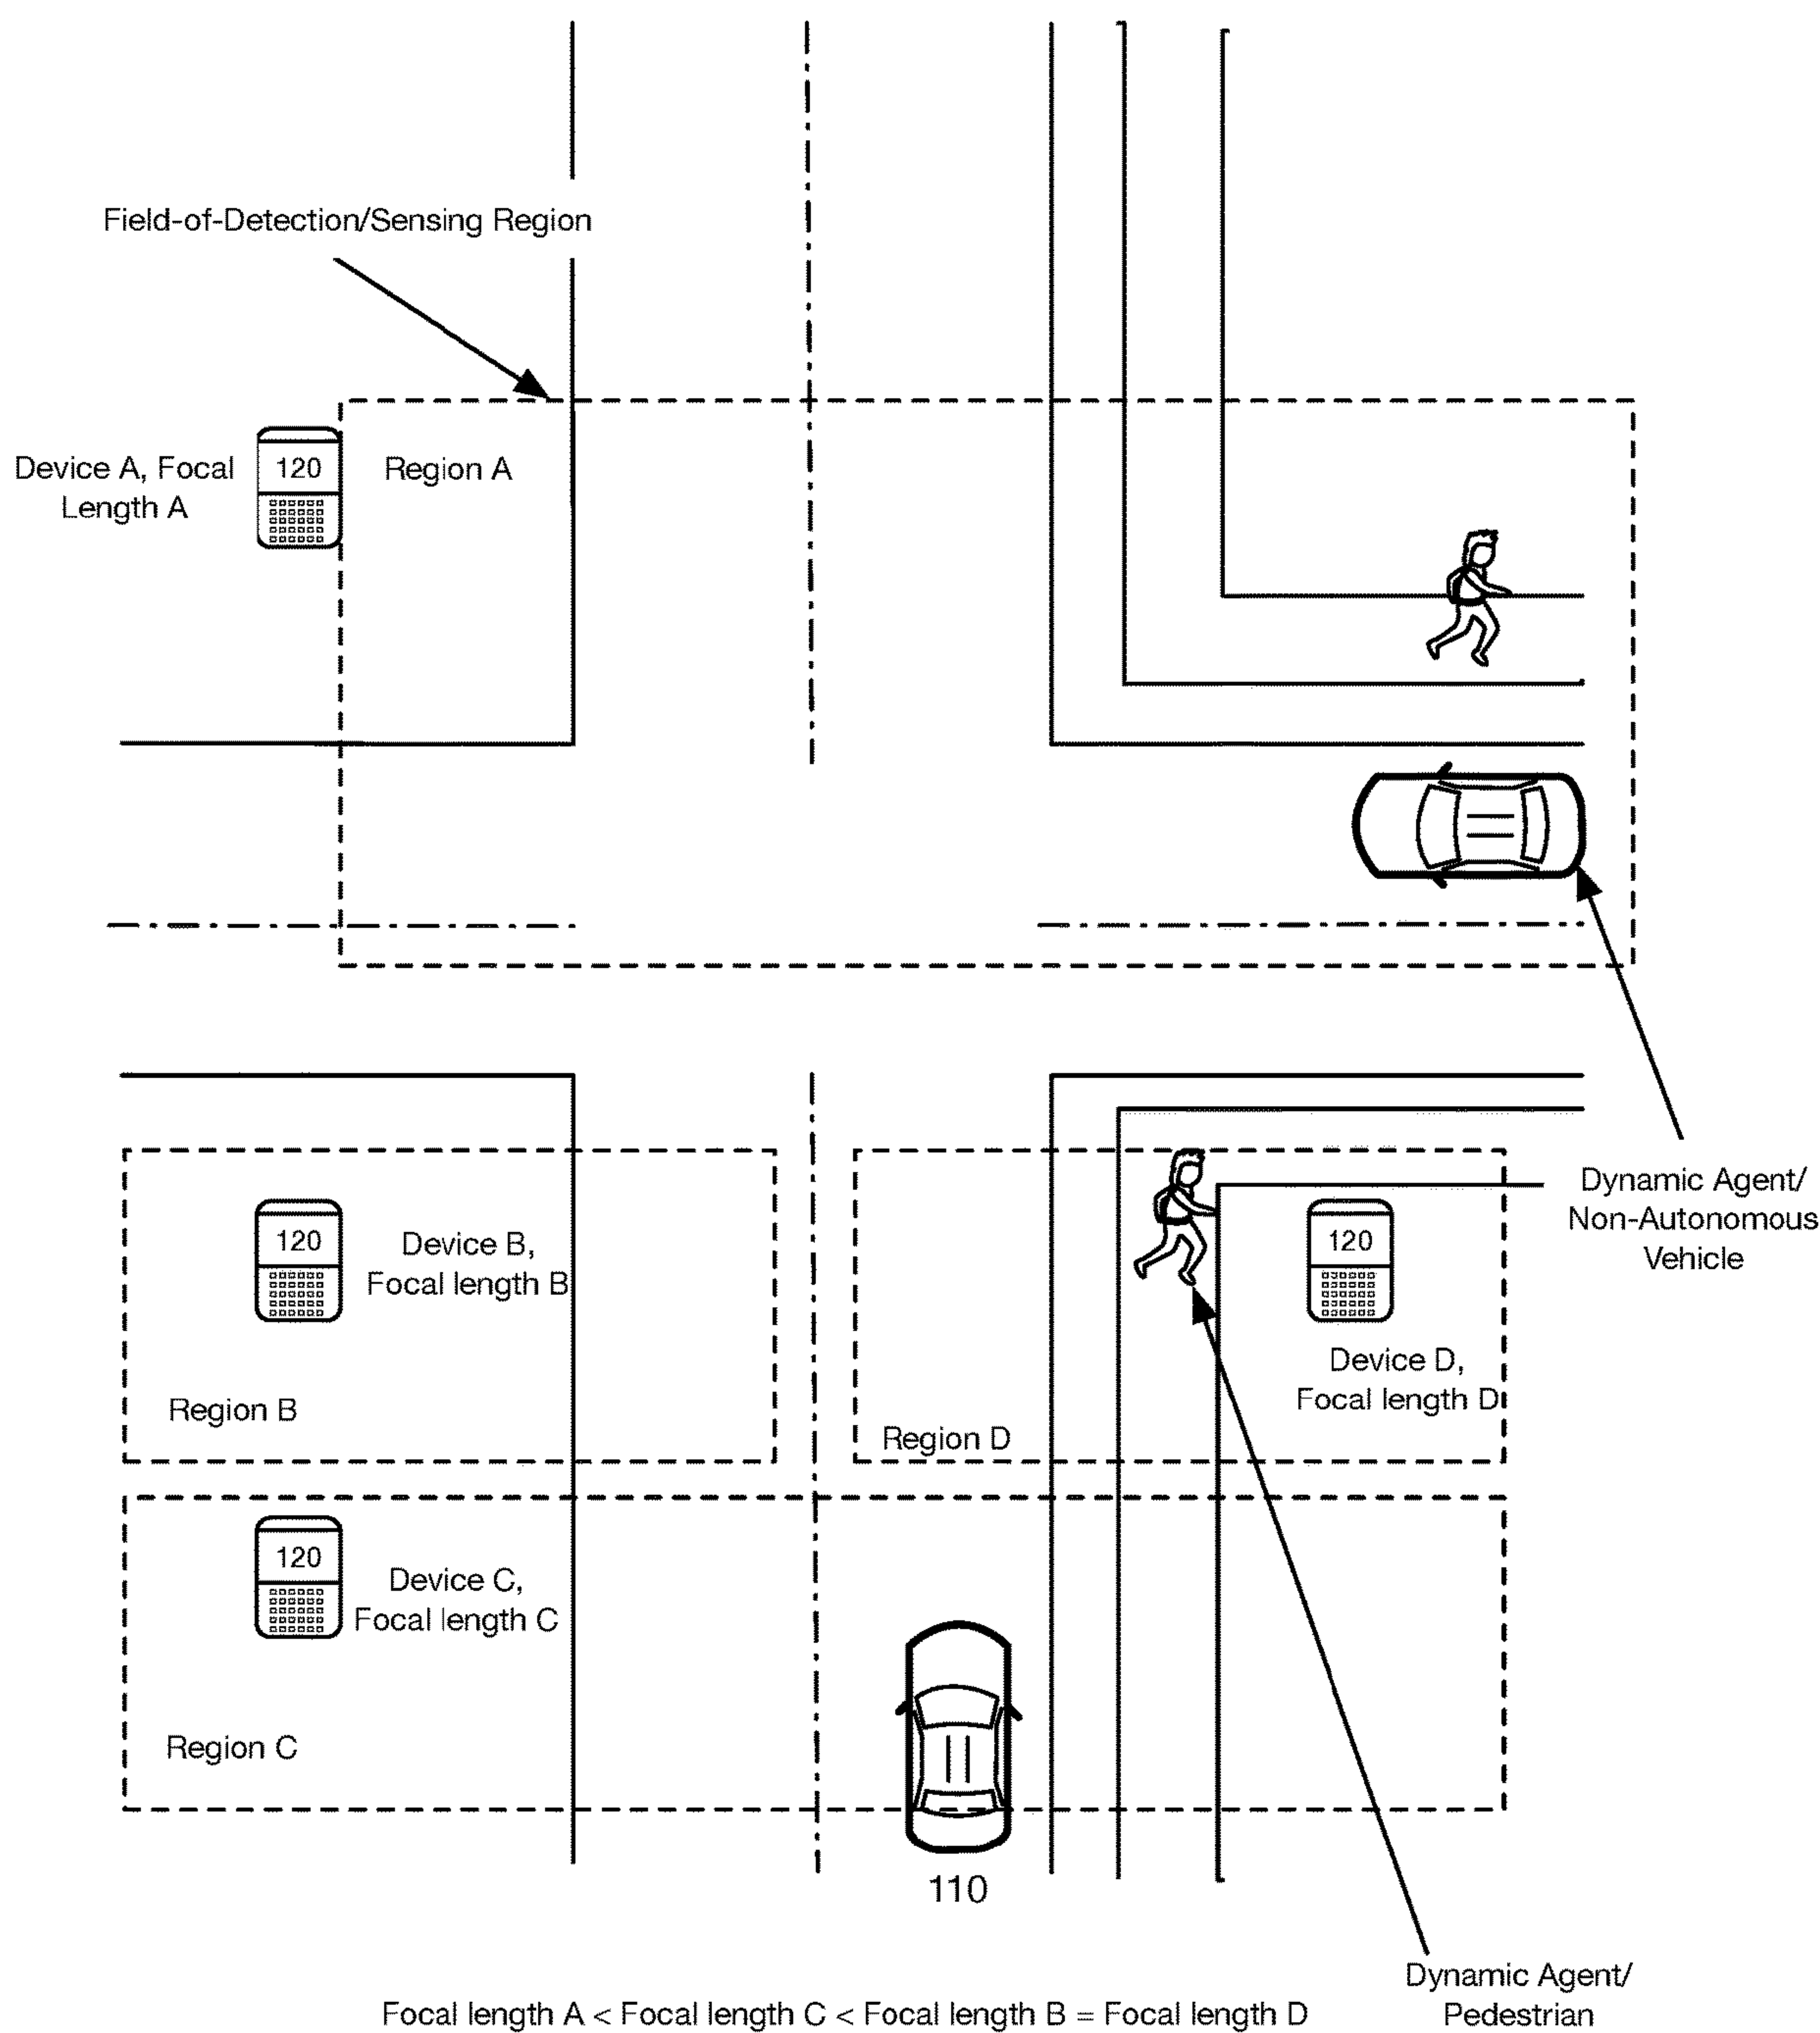 Field-of-Detection/Sensing Region
Device A, Focal
Length A
120
Region A
120
Device B,
Focal length B
Region B
120
Device D,
Focal length D
Region D
Dynamic Agent/
Non-Autonomous
Vehicle
120
Device C,
Focal length C
Region C
110
Dynamic Agent/
Pedestrian
Focal length A < Focal length C < Focal length B = Focal length D